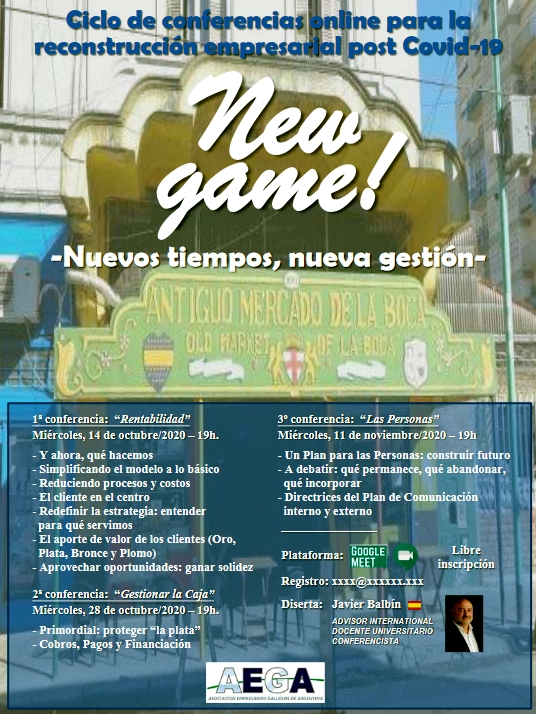 Ciclo de conferencias online para la
reconstrucción empresarial post Covid-19
New
game!
-Nuevos tiempos, nueva gestión-
ANTIGUO MERCADO DE LA BOCA
OLD MARKET OF LA BOCA
1ª conferencia: “Rentabilidad”
Miércoles, 14 de octubre/2020 – 19h.
- Y ahora, qué hacemos
- Simplificando el modelo a lo básico
- Reduciendo procesos y costos
- El cliente en el centro
- Redefinir la estrategia: entender
para qué servimos
- El aporte de valor de los clientes (Oro,
Plata, Bronce y Plomo)
- Aprovechar oportunidades: ganar solidez
2ª conferencia: “Gestionar la Caja”
Miércoles, 28 de octubre/2020 – 19h.
- Primordial: proteger “la plata”
- Cobros, Pagos y Financiación
3º conferencia: “Las Personas”
Miércoles, 11 de noviembre/2020 – 19h
- Un Plan para las Personas: construir futuro
- A debatir: qué permanece, qué abandonar,
qué incorporar
- Directrices del Plan de Comunicación
interno y externo
Plataforma: GOOGLE
MEET
Libre
inscripción
Registro: xxxx@xxxxxx.xxx
Diserta: Javier Balbín
ADVISOR INTERNATIONAL
DOCENTE UNIVERSITARIO
CONFERENCISTA
AEGA
ASOCIACION EMPRESARIOS GALLEGOS DE ARGENTINA